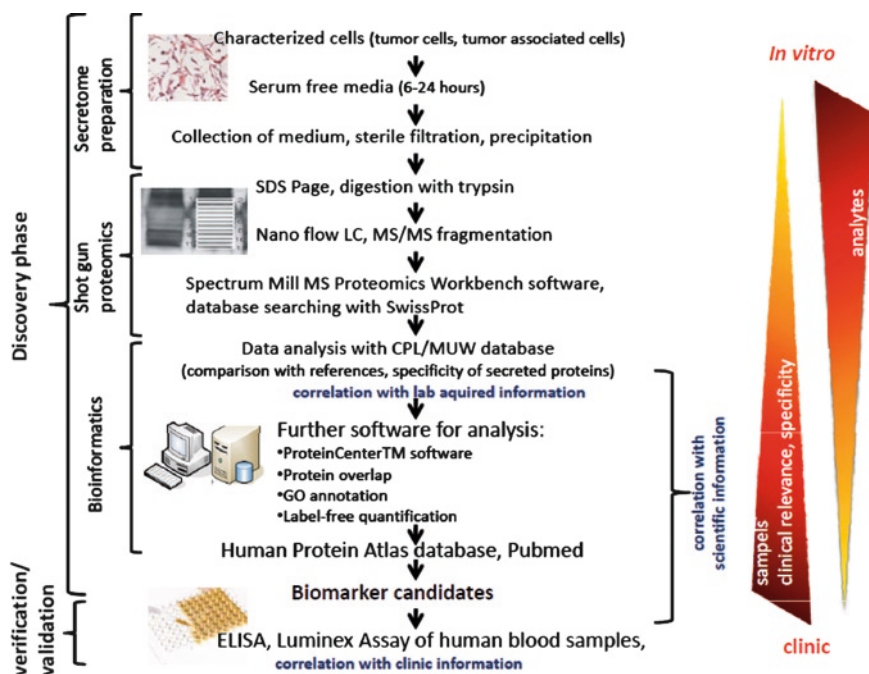 Characterized cells (tumor cells, tumor associated cells)
In vitro
Secretome
preparation
Serum free media (6-24 hours)
Collection of medium, sterile filtration, precipitation
Discovery phase
Shot gun
proteomics
SDS Page, digestion with trypsin
Nano flow LC, MS/MS fragmentation
Spectrum Mill MS Proteomics Workbench software,
database searching with SwissProt
analytes
Bioinformatics
Data analysis with CPL/MUW database
(comparison with references, specificity of secreted proteins)
correlation with lab aquired information
Further software for analysis:
•ProteinCenterTM software
•Protein overlap
•GO annotation
•Label-free quantification
Human Protein Atlas database, Pubmed
Biomarker candidates
correlation with
scientific information
sampels
clinical relevance, specificity
verification/
validation
ELISA, Luminex Assay of human blood samples,
correlation with clinic information
clinic